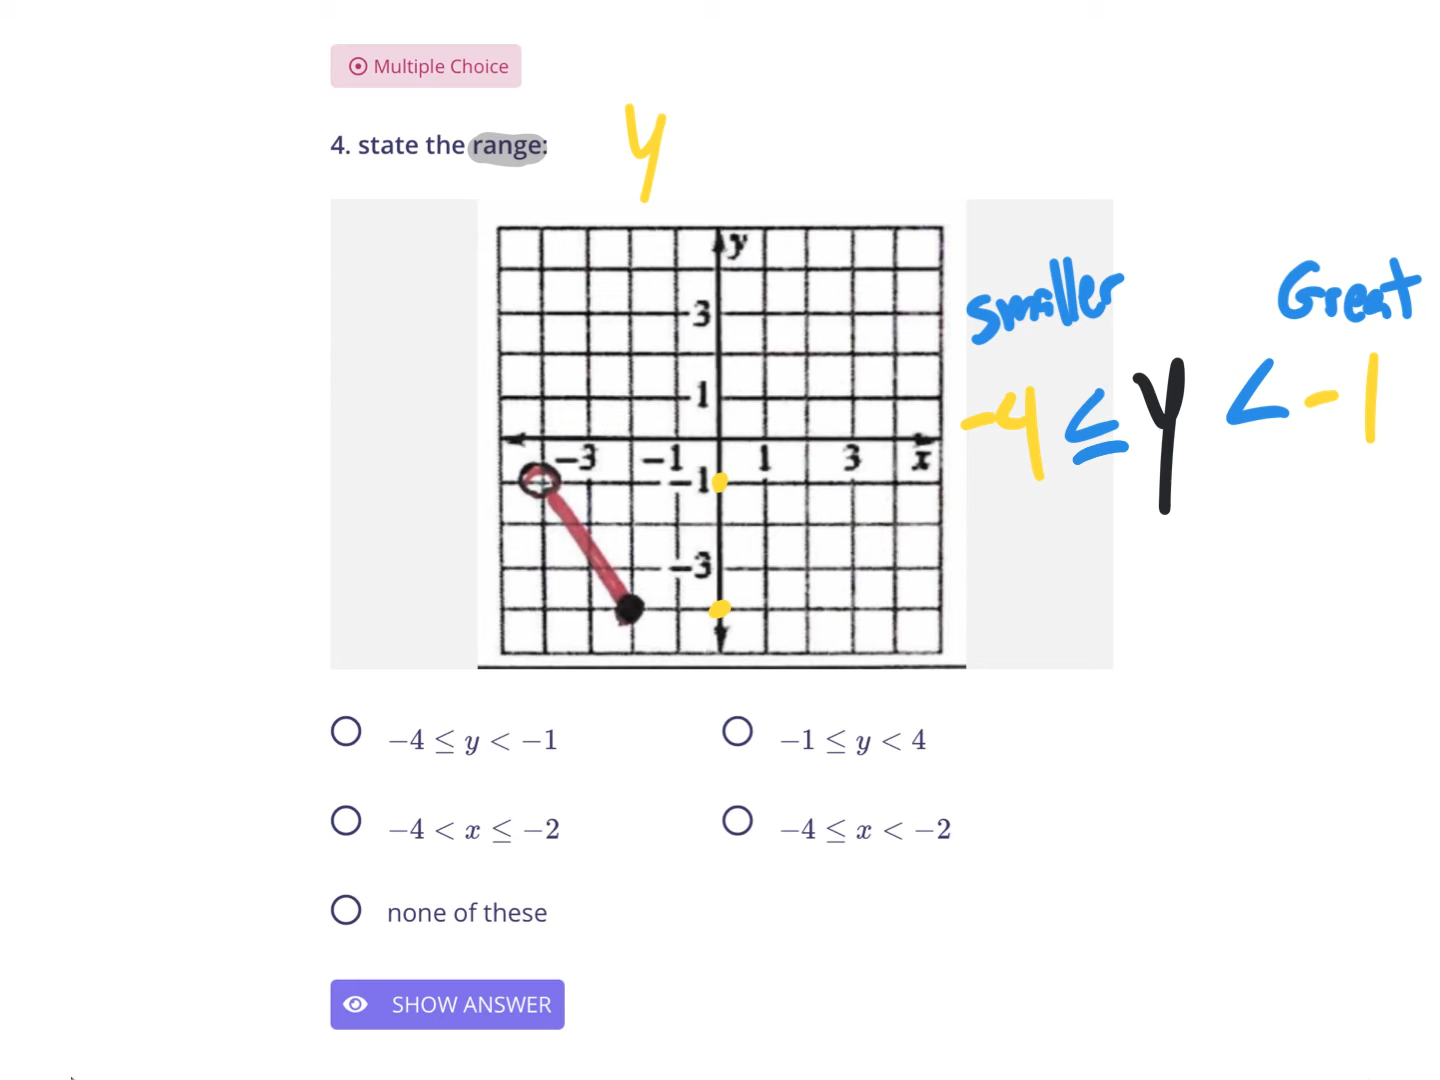 Multiple Choice
4. state the range:
y
y
3
1
-3 -1 1 3 x
-1
-3
smaller Great
-4 ≤ y < -1
−4 ≤ y < −1
−1 ≤ y < 4
−4 < x ≤ −2
−4 ≤ x < −2
none of these
SHOW ANSWER